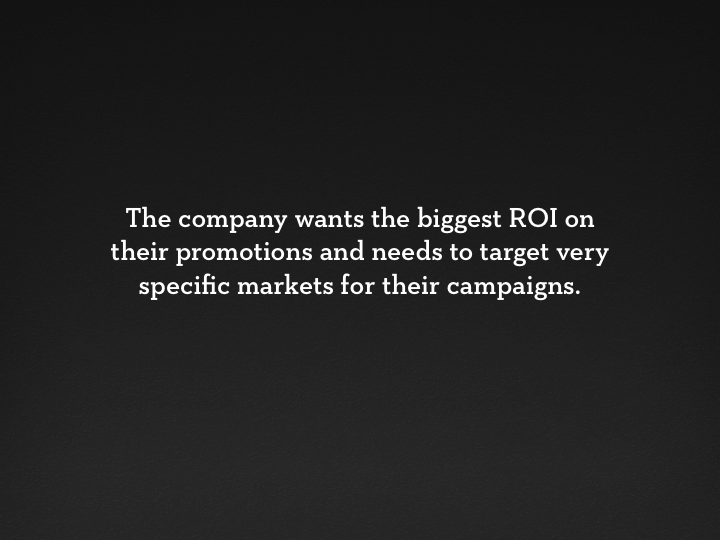 The company wants the biggest ROI on
their promotions and needs to target very
specific markets for their campaigns.